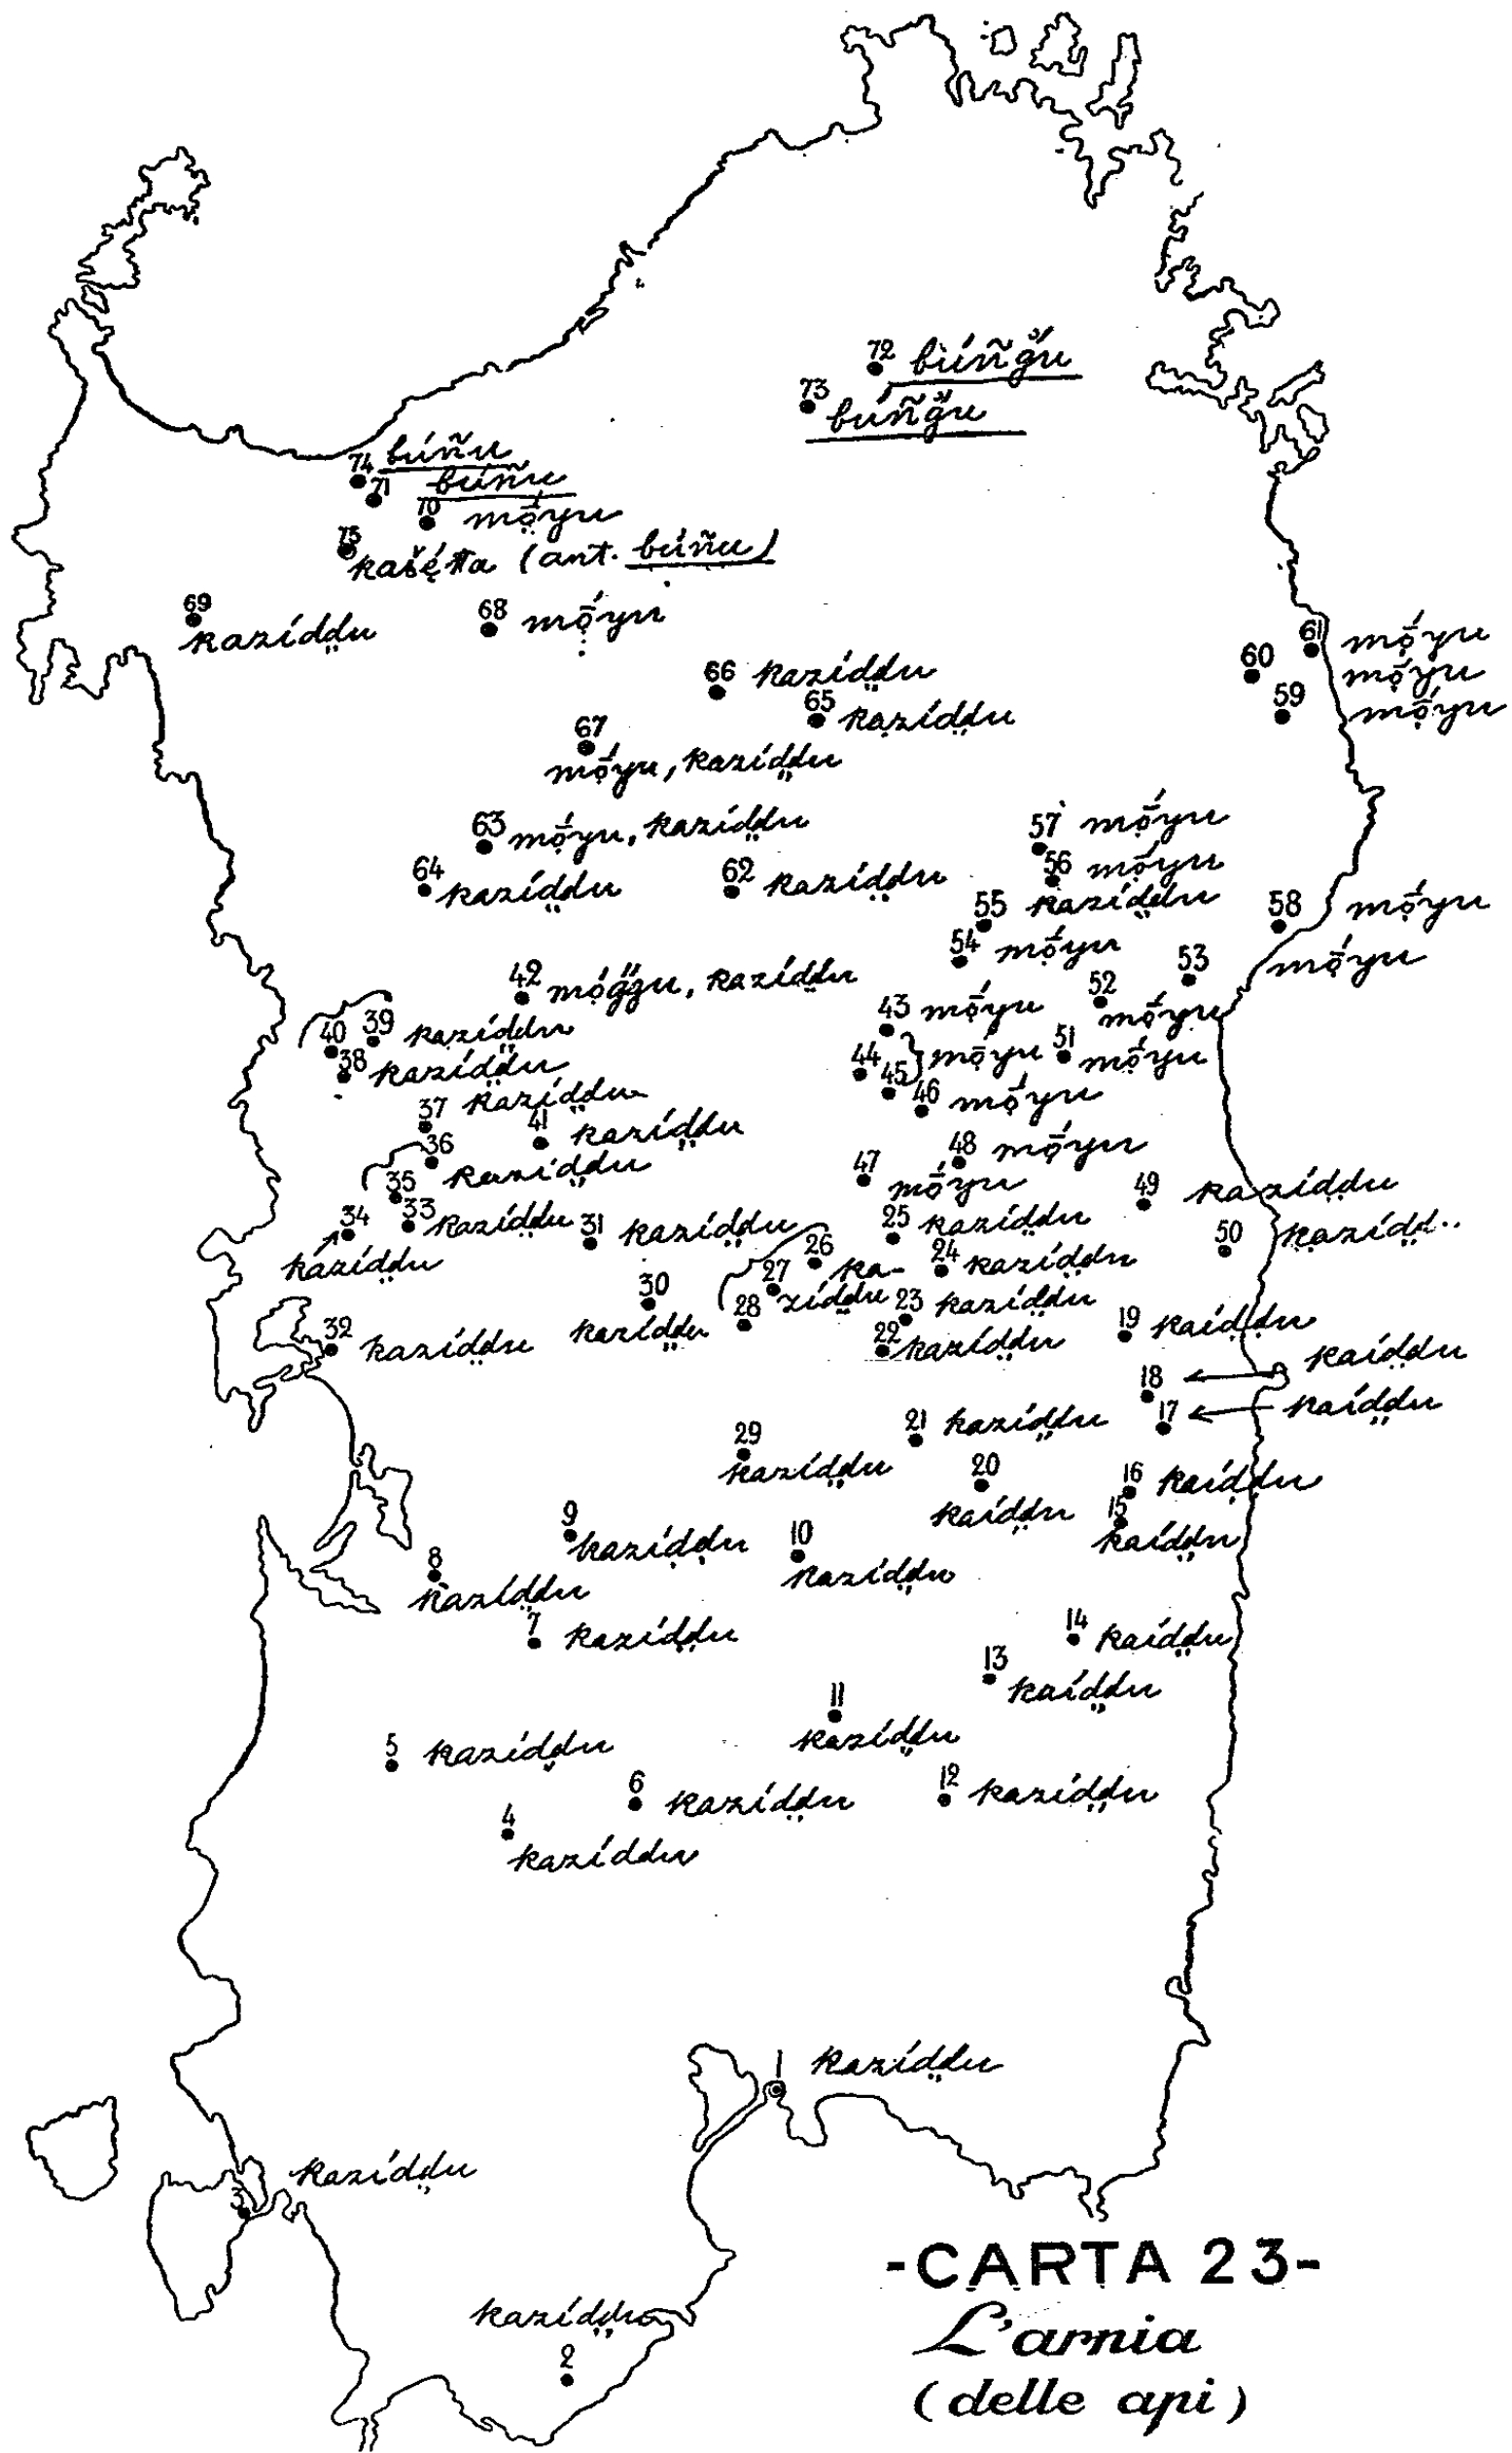 72 búñǧu
73 búñǧu
74 búñu
71 búñu
70 mọ́yu
75 kašẹ́tta (ant. búñu)
69 kazíḍḍu
68 mọ́yu
61 mọ́yu
60 mọ́yu
59 mọ́yu
66 kazíḍḍu
65 kazíḍḍu
67
mọ́yu, kazíḍḍu
63 mọ́yu, kazíḍḍu
57 mọ́yu
56 mọ́yu
64 kazíḍḍu
62 kazíḍḍu
55 kazíḍḍu
58 mọ́yu
54 mọ́yu
53 mọ́yu
42 mọ́ǧǧu, kazíḍḍu
52 mọ́yu
43 mọ́yu
40 39 kazíḍḍu
38 kazíḍḍu
44 45 } mọ́yu
51 mọ́yu
46 mọ́yu
37 kazíḍḍu
41 kazíḍḍu
36 kazíḍḍu
35
48 mọ́yu
47 mọ́yu
49 kazíḍḍu
34 kazíḍḍu
33 kazíḍḍu
31 kazíḍḍu
25 kazíḍḍu
50 kazíḍḍ..
26 ka-
27 zíḍḍu
28
24 kazíḍḍu
30 kazíḍḍu
23 kazíḍḍu
22 kazíḍḍu
19 kaíḍḍu
32 kazíḍḍu
18 kaíḍḍu
17 kaíḍḍu
21 kazíḍḍu
29 kazíḍḍu
20 kaíḍḍu
16 kaíḍḍu
15 kaíḍḍu
9 kazíḍḍu
10 kazíḍḍu
8 kazíḍḍu
7 kazíḍḍu
14 kaíḍḍu
13 kaíḍḍu
11 kazíḍḍu
5 kazíḍḍu
6 kazíḍḍu
12 kazíḍḍu
4 kazíddu
1 kazíḍḍu
3 kazíḍḍu
kazíḍḍu
2
-CARTA 23-
L'arnia
(delle api)